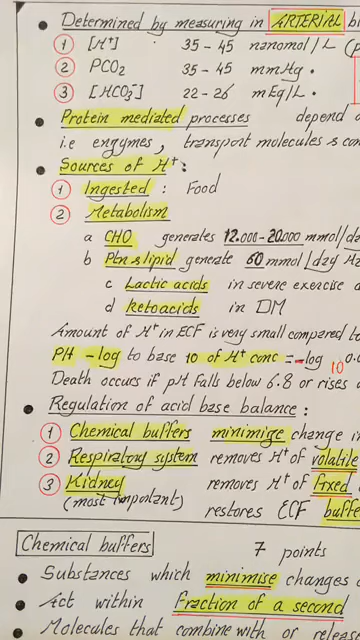 • Determined by measuring in ARTERIAL
① [H+] 35 - 45 nanomol/L
② PCO2 35 - 45 mmHg.
③ [HCO3-] 22 - 26 mEq/L.
• Protein mediated processes depend
i.e enzymes, transport molecules &
• Sources of H+:
① Ingested: Food
② Metabolism
a CHO generates 12.000-20.000 mmol/
b Ptn & lipid generate 60 mmol/day
c Lactic acids in severe exercise
d ketoacids in DM
Amount of H+ in ECF is very small compared
PH -log to base 10 of H+ conc = -log 10
Death occurs if pH falls below 6.8 or rises
• Regulation of acid base balance:
① Chemical buffers minimize change
② Respiratory system removes H+ of volatile
③ Kidney removes H+ of fixed
(most important) restores ECF
Chemical buffers 7 points
• Substances which minimise changes
• Act within fraction of a second
• Molecules that combine with or